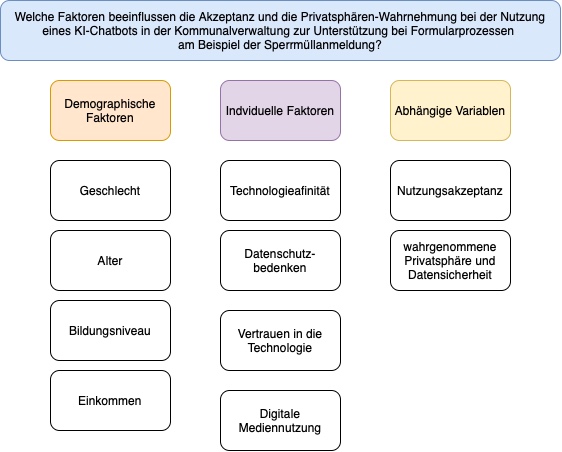 Welche Faktoren beeinflussen die Akzeptanz und die Privatsphären-Wahrnehmung bei der Nutzung
eines KI-Chatbots in der Kommunalverwaltung zur Unterstützung bei Formularprozessen
am Beispiel der Sperrmüllanmeldung?
Demographische
Faktoren
Indviduelle Faktoren
Abhängige Variablen
Geschlecht
Technologieafinität
Nutzungsakzeptanz
Alter
Datenschutz-
bedenken
wahrgenommene
Privatsphäre und
Datensicherheit
Bildungsniveau
Vertrauen in die
Technologie
Einkommen
Digitale
Mediennutzung